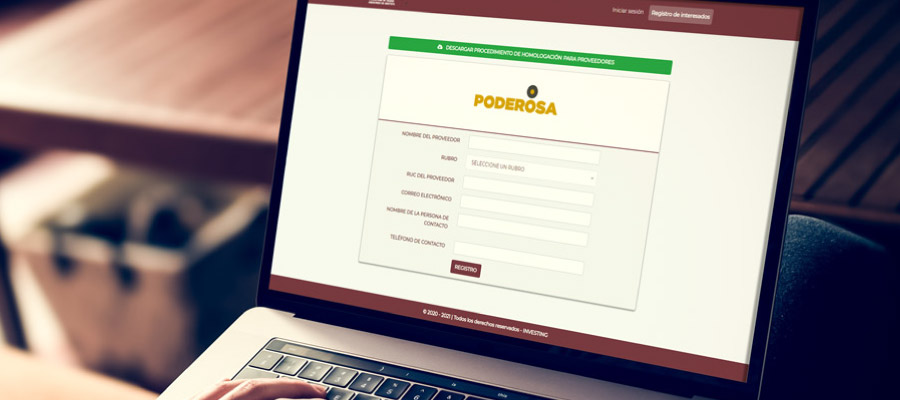 Iniciar sesión Registro de interesados
DESCARGAR PROCEDIMIENTO DE HOMOLOGACIÓN PARA PROVEEDORES
PODEROSA
NOMBRE DEL PROVEEDOR
RUBRO SELECCIONE UN RUBRO
RUC DEL PROVEEDOR
CORREO ELECTRÓNICO
NOMBRE DE LA PERSONA DE
CONTACTO
TELÉFONO DE CONTACTO
REGISTRO
© 2020 - 2021 | Todos los derechos reservados - INVESTING